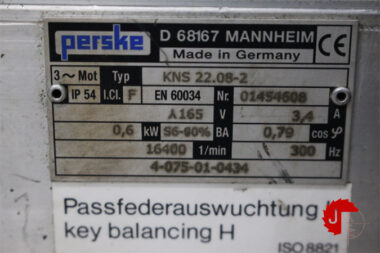 perske D 68167 MANNHEIM
Made in Germany CE
3~ Mot Typ KNS 22.08-2
IP 54 I.Cl. F EN 60034 Nr. 01454608
Δ 165 V 3,4 A
0,6 kW S6-60% BA 0,79 cos φ
16400 1/min 300 Hz
4-075-01-0434
Passfederauswuchtung
key balancing H
ISO 8821